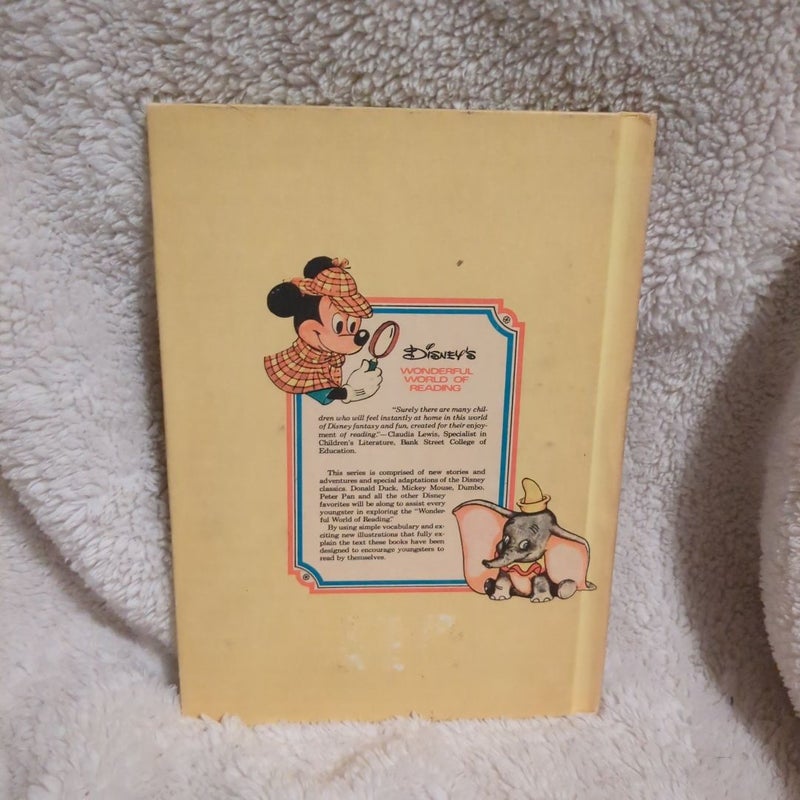 DISNEY'S
WONDERFUL
WORLD OF
READING
"Surely there are many chil-
dren who will feel instantly at home in this world
of Disney fantasy and fun, created for their enjoy-
ment of reading."—Claudia Lewis, Specialist in
Children's Literature, Bank Street College of
Education.
This series is comprised of new stories and
adventures and special adaptations of the Disney
classics. Donald Duck, Mickey Mouse, Dumbo,
Peter Pan and all the other Disney
favorites will be along to assist every
youngster in exploring the "Wonder-
ful World of Reading."
By using simple vocabulary and ex-
citing new illustrations that fully ex-
plain the text these books have been
designed to encourage youngsters to
read by themselves.